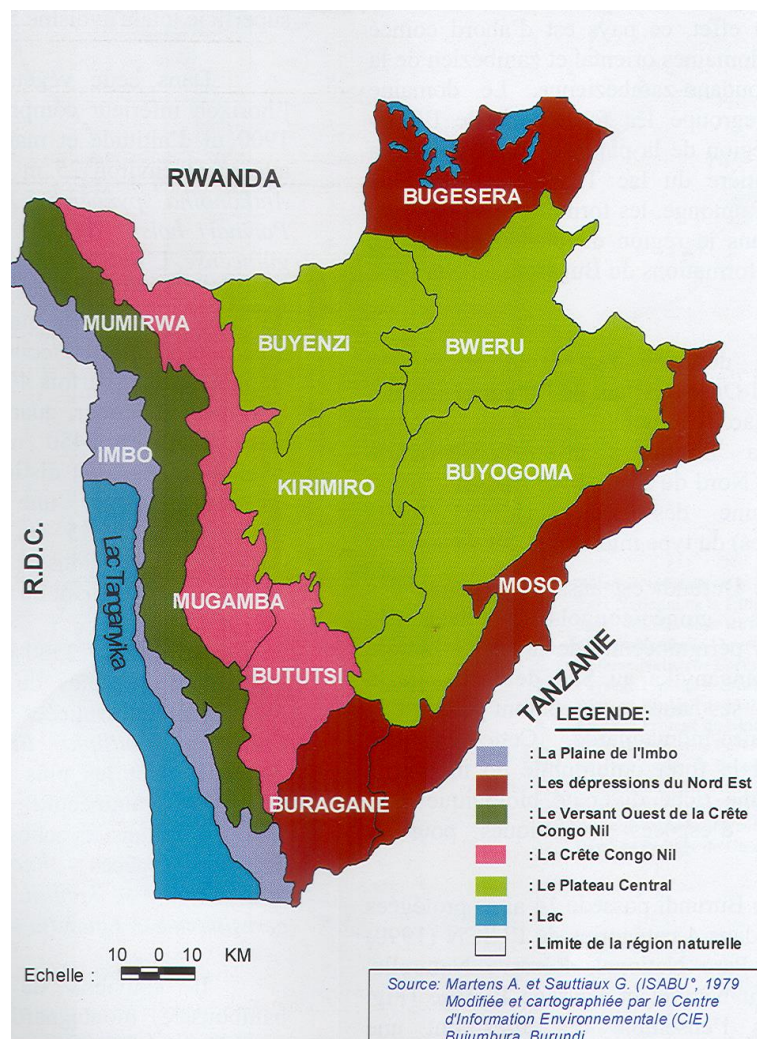 RWANDA
BUGESERA
MUMIRWA
BUYENZI
BWERU
IMBO
KIRIMIRO
BUYOGOMA
R.D.C.
Lac Tanganyika
MOSO
MUGAMBA
BUTUTSI
TANZANIE
BURAGANE
LEGENDE:
: La Plaine de l'Imbo
: Les dépressions du Nord Est
: Le Versant Ouest de la Crête
Congo Nil
: La Crête Congo Nil
: Le Plateau Central
: Lac
: Limite de la région naturelle
10 0 10 KM
Echelle :
Source: Martens A. et Sauttiaux G. (ISABU°, 1979
Modifiée et cartographiée par le Centre
d'Information Environnementale (CIE)
Bujumbura, Burundi